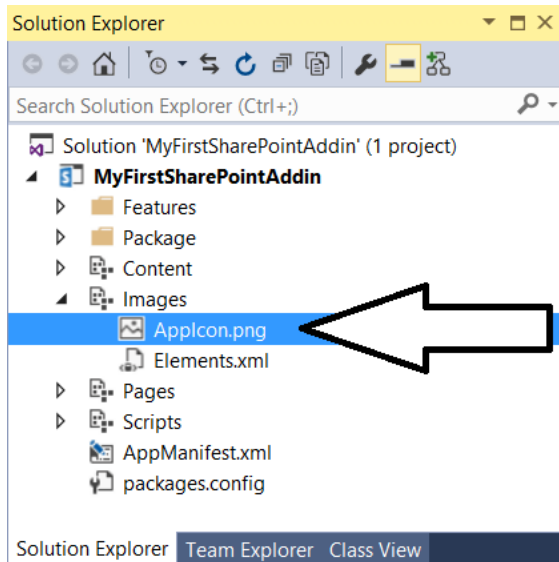 Solution Explorer
Search Solution Explorer (Ctrl+;)
Solution 'MyFirstSharePointAddin' (1 project)
MyFirstSharePointAddin
Features
Package
Content
Images
AppIcon.png
Elements.xml
Pages
Scripts
AppManifest.xml
packages.config
Solution Explorer Team Explorer Class View